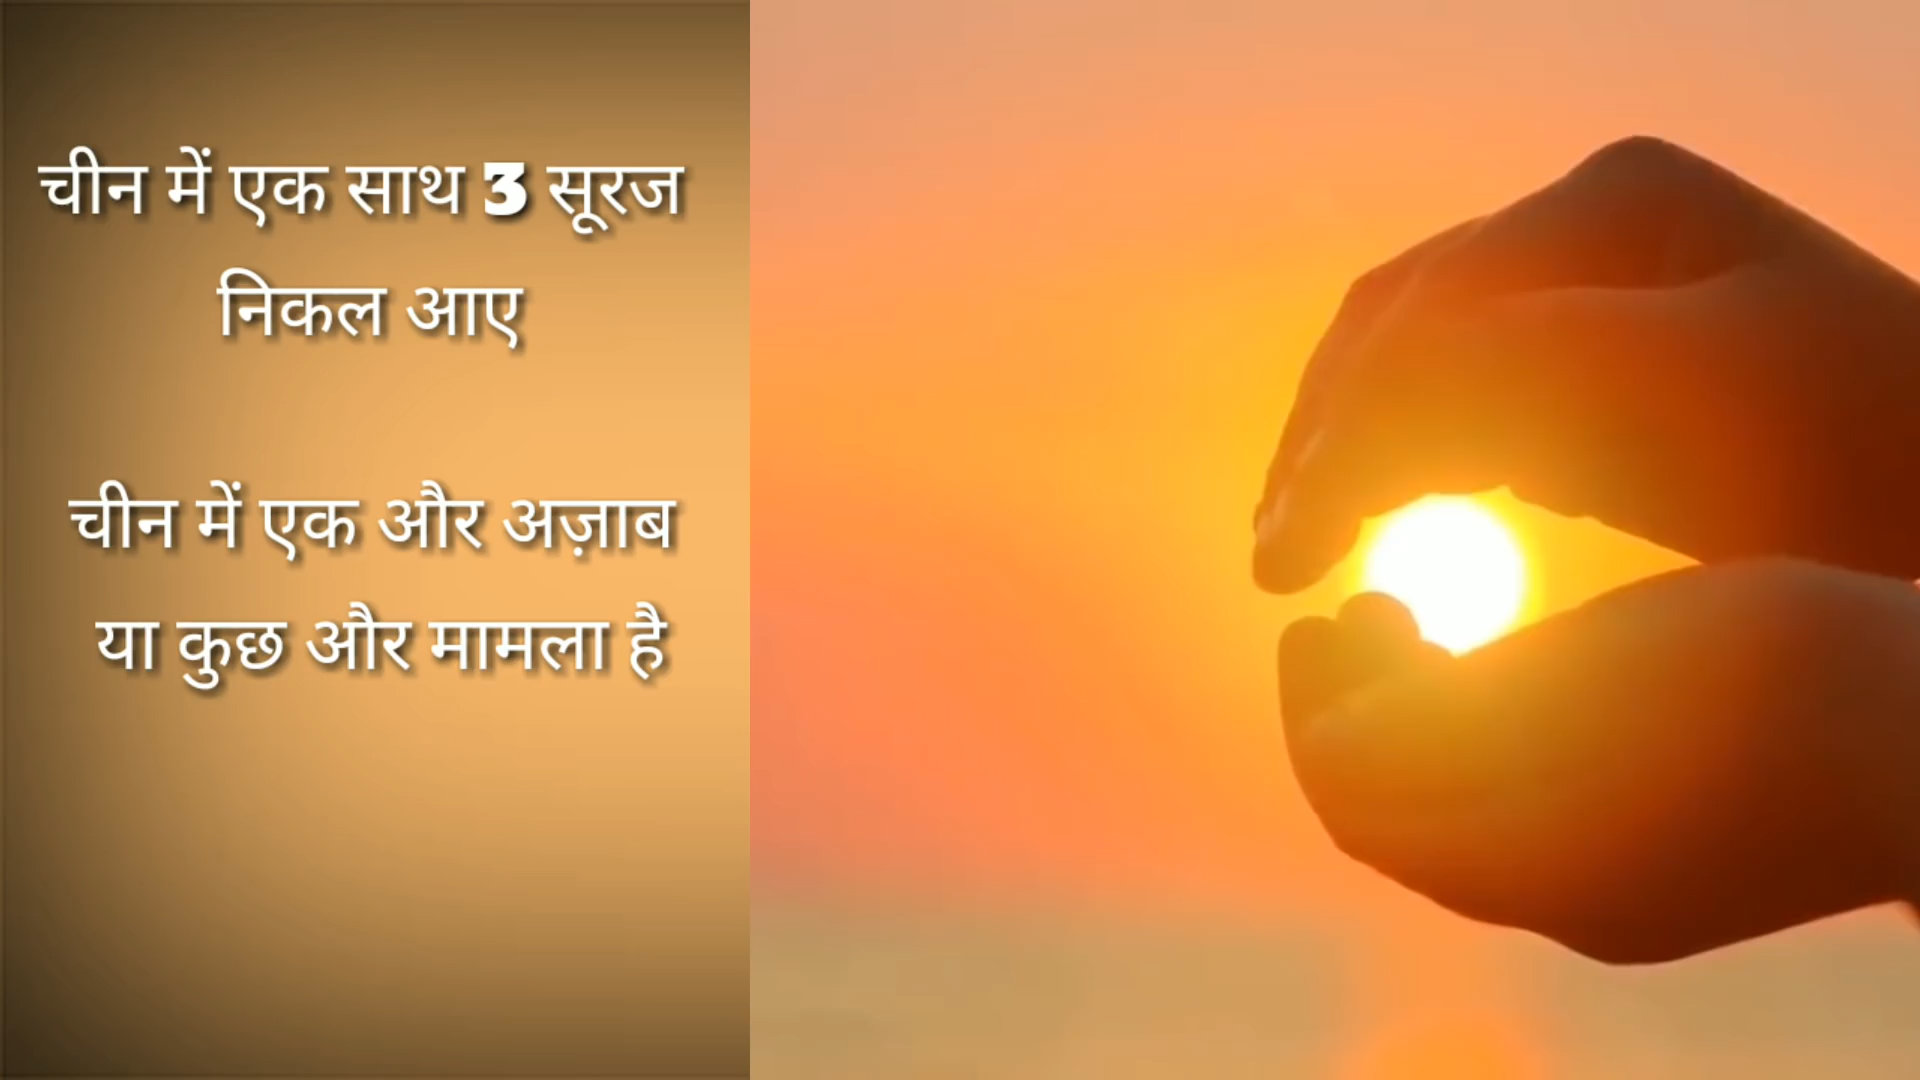 चीन में एक साथ 3 सूरज
निकल आए
चीन में एक और अज़ाब
या कुछ और मामला है